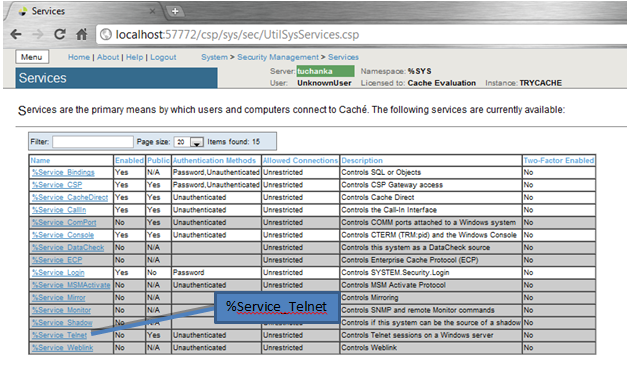 Services
localhost:57772/csp/sys/sec/UtilSysServices.csp
Menu Home | About | Help | Logout System > Security Management > Services
Server: tuchanka Namespace: %SYS
Services User: UnknownUser Licensed to: Cache Evaluation Instance: TRYCACHE
Services are the primary means by which users and computers connect to Caché. The following services are currently available:
Filter: Page size: 20 Items found: 15
Name Enabled Public Authentication Methods Allowed Connections Description Two-Factor Enabled
%Service_Bindings Yes N/A Password,Unauthenticated Unrestricted Controls SQL or Objects No
%Service_CSP Yes N/A Password,Unauthenticated Unrestricted Controls CSP Gateway access No
%Service_CacheDirect Yes Yes Unauthenticated Unrestricted Controls Cache Direct No
%Service_CallIn Yes Yes Unauthenticated Unrestricted Controls the Call-In Interface No
%Service_ComPort No Yes Unauthenticated Unrestricted Controls COMM ports attached to a Windows system No
%Service_Console Yes Yes Unauthenticated Unrestricted Controls CTERM (TRM:pid) and the Windows Console No
%Service_DataCheck No N/A Unrestricted Controls this system as a DataCheck source No
%Service_ECP No N/A Unrestricted Controls Enterprise Cache Protocol (ECP) No
%Service_Login Yes No Password Unrestricted Controls SYSTEM.Security.Login No
%Service_MSMActivate No N/A Unauthenticated Unrestricted Controls MSM Activate Protocol No
%Service_Mirror No N/A Controls Mirroring No
%Service_Monitor No N/A Controls SNMP and remote Monitor commands No
%Service_Shadow No N/A Controls if this system can be the source of a shadow No
%Service_Telnet No Yes Unauthenticated Unrestricted Controls Telnet sessions on a Windows server No
%Service_Weblink No N/A Unauthenticated Unrestricted Controls Weblink No
%Service_Telnet